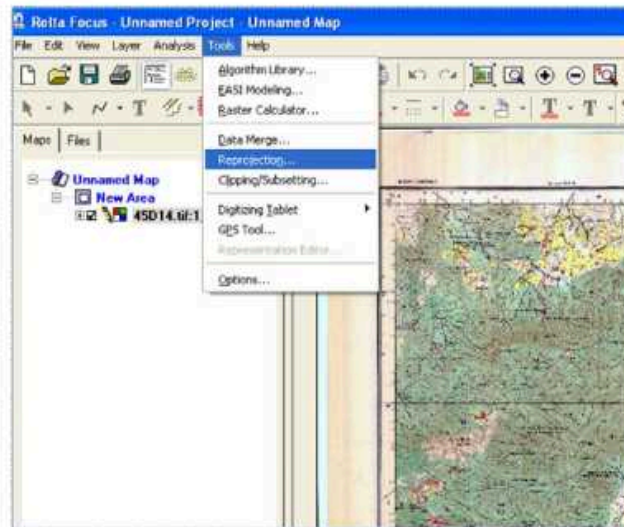 Rolta Focus - Unnamed Project - Unnamed Map
File Edit View Layer Analysis Tools Help
Algorithm Library...
EASI Modeling...
Raster Calculator...
Data Merge...
Reprojection...
Clipping/Subsetting...
Digitizing Tablet
GPS Tool...
Representation Editor...
Options...
Maps Files
Unnamed Map
New Area
45D14.tif:1